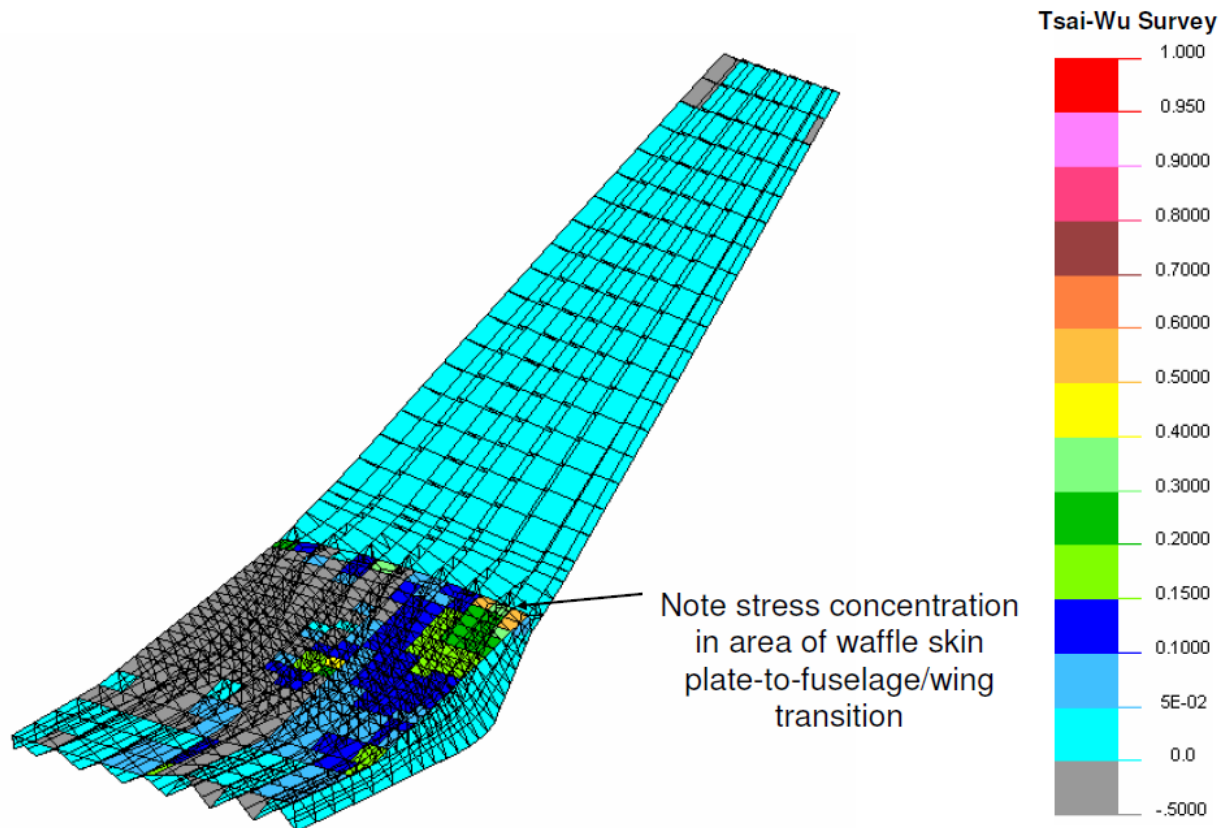 Tsai-Wu Survey
1.000
0.950
0.9000
0.8000
0.7000
0.6000
0.5000
0.4000
0.3000
0.2000
0.1500
0.1000
5E-02
0.0
-.5000
Note stress concentration
in area of waffle skin
plate-to-fuselage/wing
transition